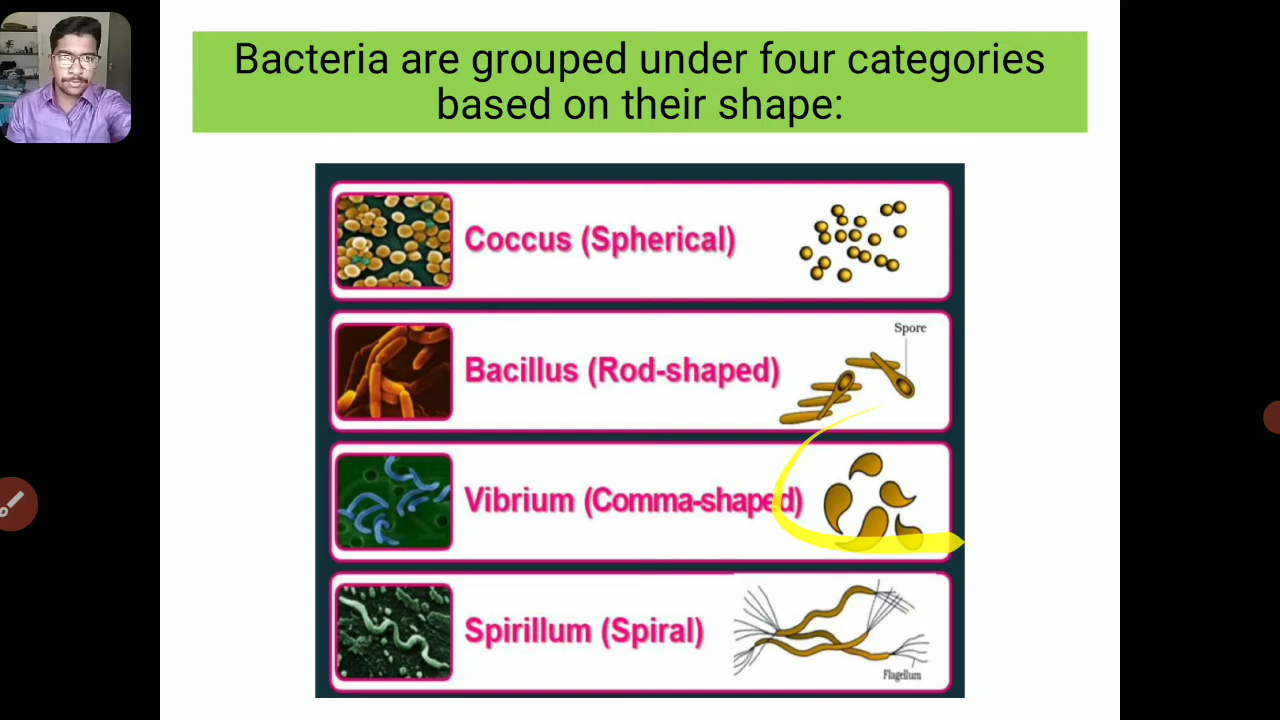 Bacteria are grouped under four categories
based on their shape:
Coccus (Spherical)
Spore
Bacillus (Rod-shaped)
Vibrium (Comma-shaped)
Spirillum (Spiral)
Flagellum